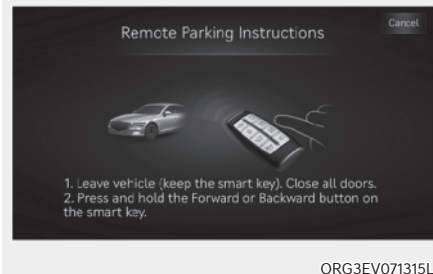 Cancel
Remote Parking Instructions
1. Leave vehicle (keep the smart key). Close all doors.
2. Press and hold the Forward or Backward button on
the smart key.
ORG3EV071315L